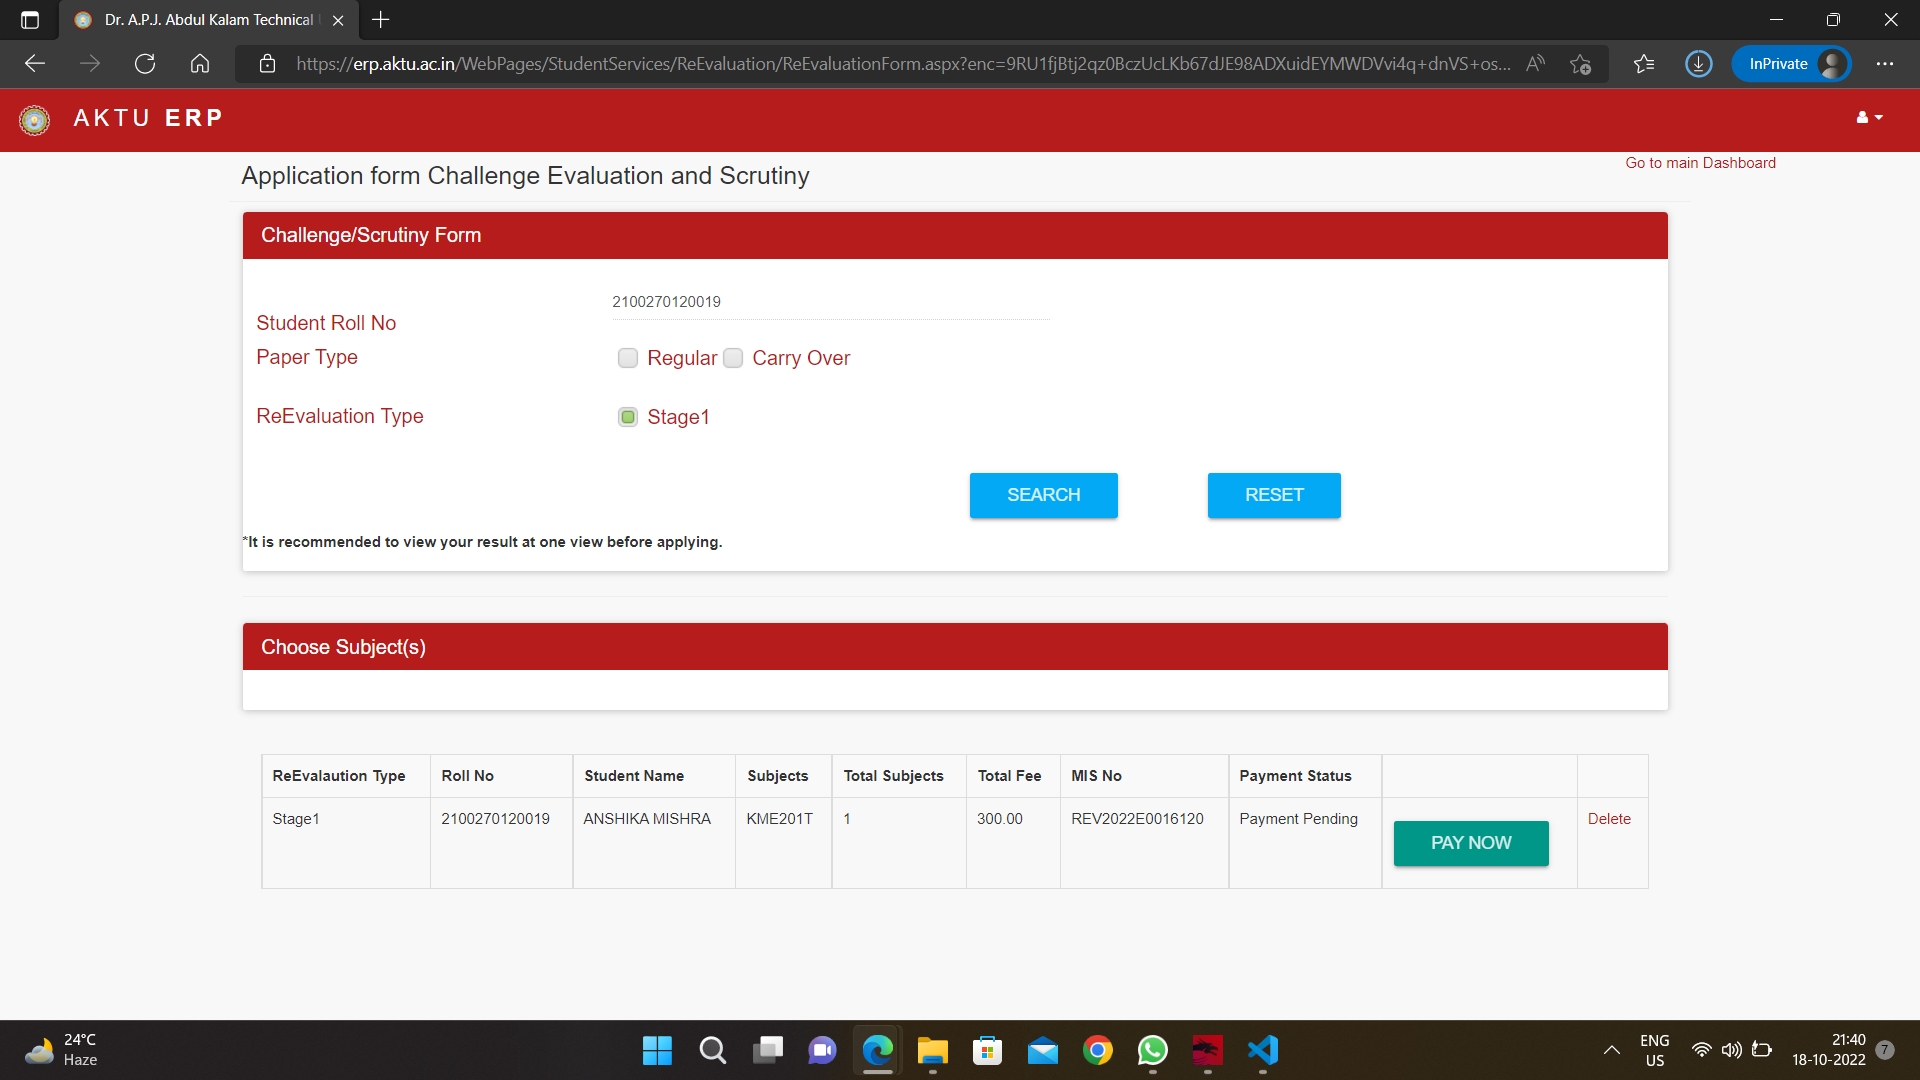 Dr. A.P.J. Abdul Kalam Technical
https://erp.aktu.ac.in/WebPages/StudentServices/ReEvaluation/ReEvaluationForm.aspx?enc=9RU1fjBtj2qz0BczUcLKb67dJE98ADXuidEYMWDVvi4q+dnVS+os...
InPrivate
AKTU ERP
Go to main Dashboard
Application form Challenge Evaluation and Scrutiny
Challenge/Scrutiny Form
2100270120019
Student Roll No
Paper Type Regular Carry Over
ReEvaluation Type Stage1
SEARCH RESET
*It is recommended to view your result at one view before applying.
Choose Subject(s)
ReEvalaution Type Roll No Student Name Subjects Total Subjects Total Fee MIS No Payment Status
Stage1 2100270120019 ANSHIKA MISHRA KME201T 1 300.00 REV2022E0016120 Payment Pending PAY NOW Delete
24°C
Haze
ENG
US
21:40
18-10-2022
7